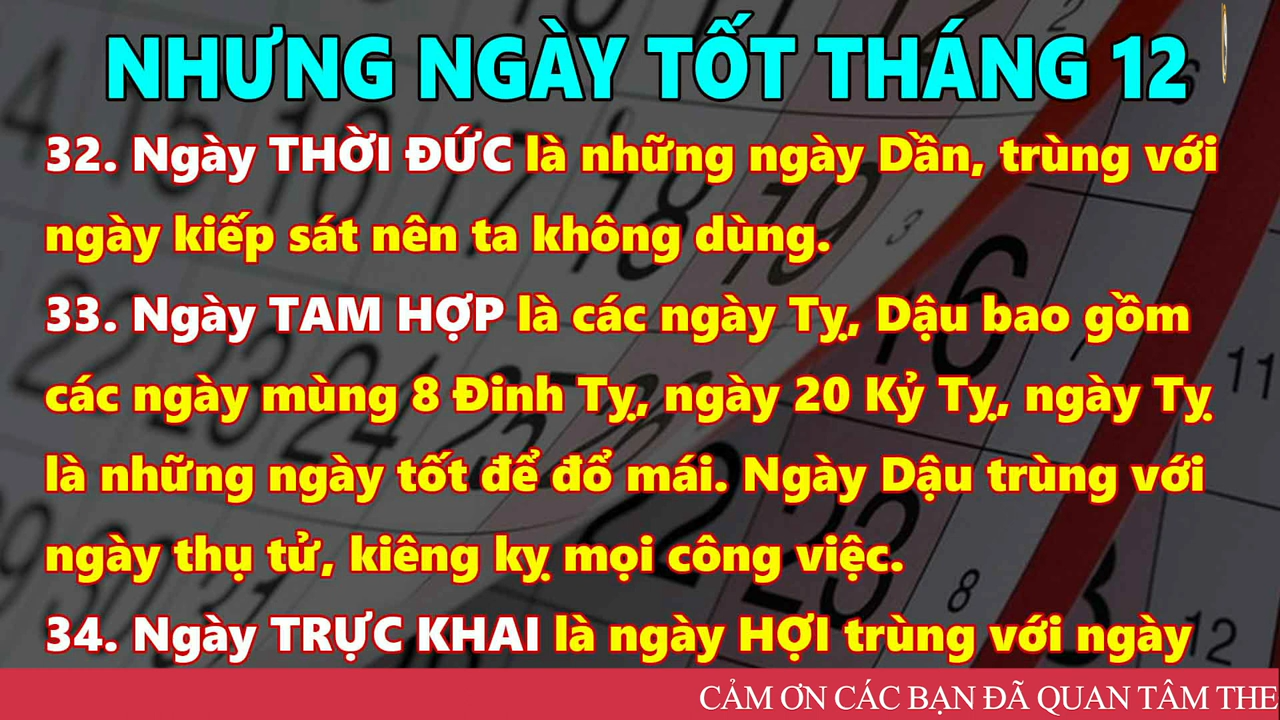 NHƯNG NGÀY TỐT THÁNG 12
32. Ngày THỜI ĐỨC là những ngày Dần, trùng với
ngày kiếp sát nên ta không dùng.
33. Ngày TAM HỢP là các ngày Tỵ, Dậu bao gồm
các ngày mùng 8 Đinh Tỵ, ngày 20 Kỷ Tỵ, ngày Tỵ
là những ngày tốt để đổ mái. Ngày Dậu trùng với
ngày thụ tử, kiêng kỵ mọi công việc.
34. Ngày TRỰC KHAI là ngày HỢI trùng với ngày
CẢM ƠN CÁC BẠN ĐÃ QUAN TÂM THE